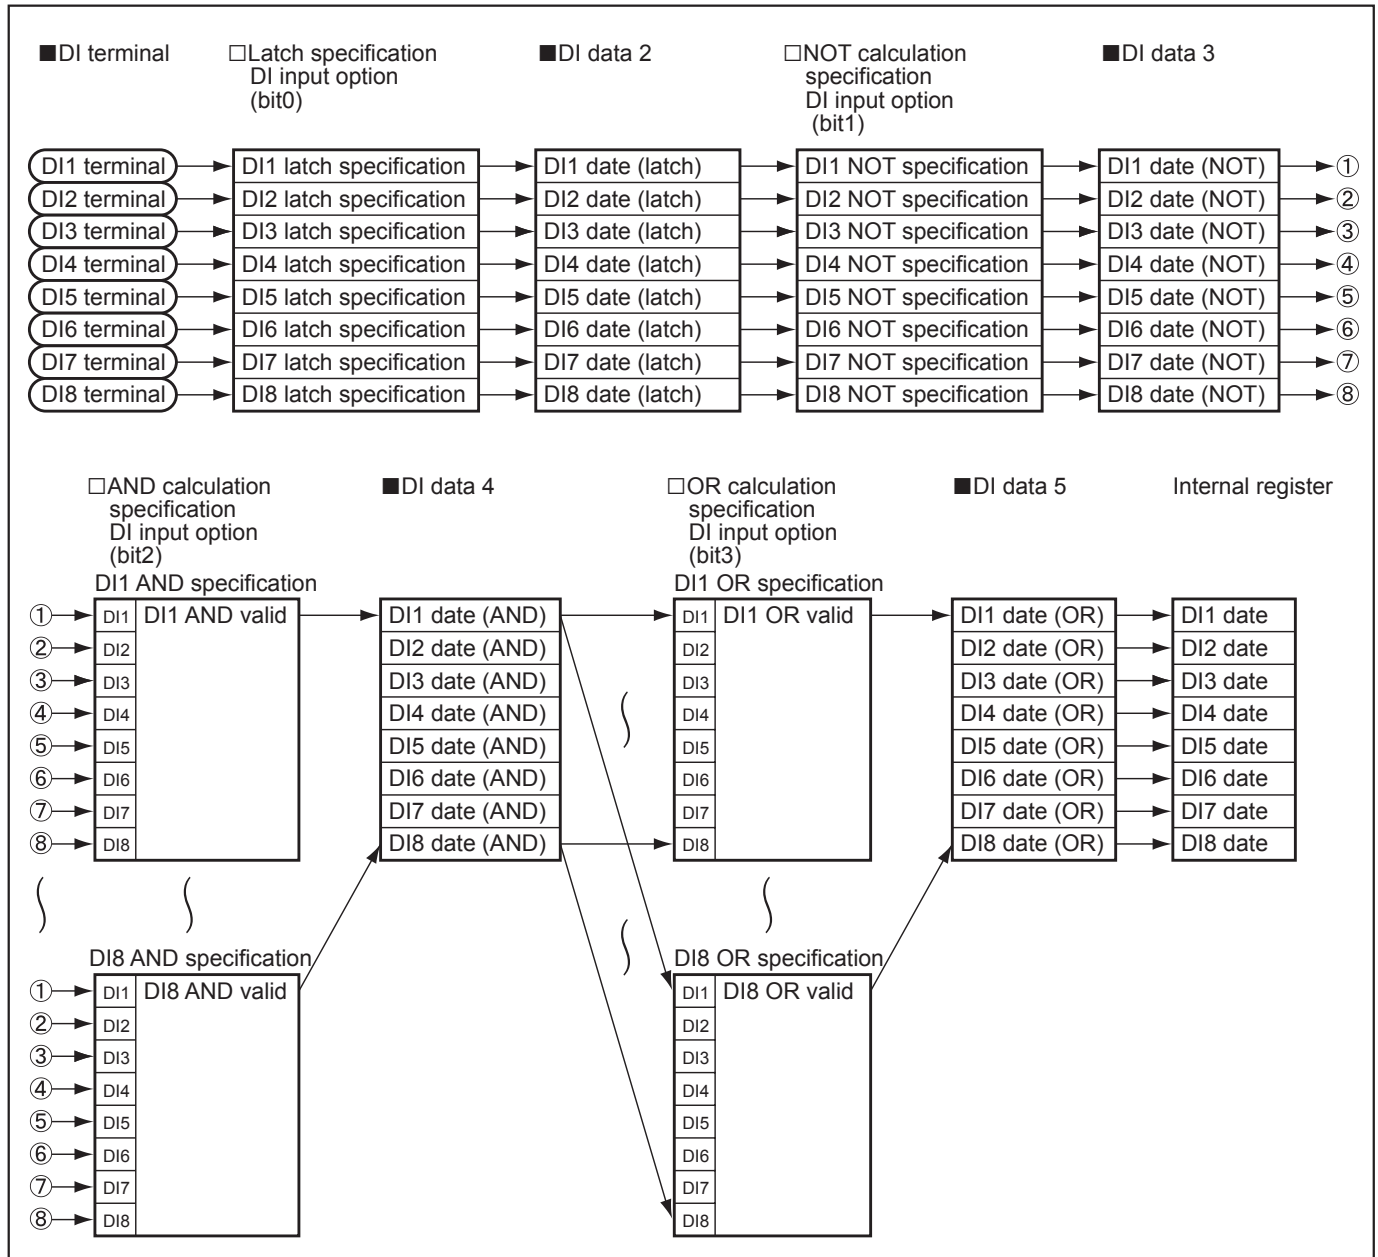 ■DI terminal □Latch specification ■DI data 2 □NOT calculation ■DI data 3
DI input option specification
(bit0) DI input option
(bit1)
DI1 terminal DI1 latch specification DI1 date (latch) DI1 NOT specification DI1 date (NOT) ①
DI2 terminal DI2 latch specification DI2 date (latch) DI2 NOT specification DI2 date (NOT) ②
DI3 terminal DI3 latch specification DI3 date (latch) DI3 NOT specification DI3 date (NOT) ③
DI4 terminal DI4 latch specification DI4 date (latch) DI4 NOT specification DI4 date (NOT) ④
DI5 terminal DI5 latch specification DI5 date (latch) DI5 NOT specification DI5 date (NOT) ⑤
DI6 terminal DI6 latch specification DI6 date (latch) DI6 NOT specification DI6 date (NOT) ⑥
DI7 terminal DI7 latch specification DI7 date (latch) DI7 NOT specification DI7 date (NOT) ⑦
DI8 terminal DI8 latch specification DI8 date (latch) DI8 NOT specification DI8 date (NOT) ⑧
□AND calculation ■DI data 4 □OR calculation ■DI data 5 Internal register
specification specification
DI input option DI input option
(bit2) (bit3)
DI1 AND specification DI1 OR specification
① DI1 DI1 AND valid DI1 date (AND) DI1 DI1 OR valid DI1 date (OR) DI1 date
② DI2 DI2 date (AND) DI2 DI2 date (OR) DI2 date
③ DI3 DI3 date (AND) DI3 DI3 date (OR) DI3 date
④ DI4 DI4 date (AND) DI4 DI4 date (OR) DI4 date
⑤ DI5 DI5 date (AND) DI5 DI5 date (OR) DI5 date
⑥ DI6 DI6 date (AND) DI6 DI6 date (OR) DI6 date
⑦ DI7 DI7 date (AND) DI7 DI7 date (OR) DI7 date
⑧ DI8 DI8 date (AND) DI8 DI8 date (OR) DI8 date
DI8 AND specification DI8 OR specification
① DI1 DI8 AND valid DI1 DI8 OR valid
② DI2 DI2
③ DI3 DI3
④ DI4 DI4
⑤ DI5 DI5
⑥ DI6 DI6
⑦ DI7 DI7
⑧ DI8 DI8